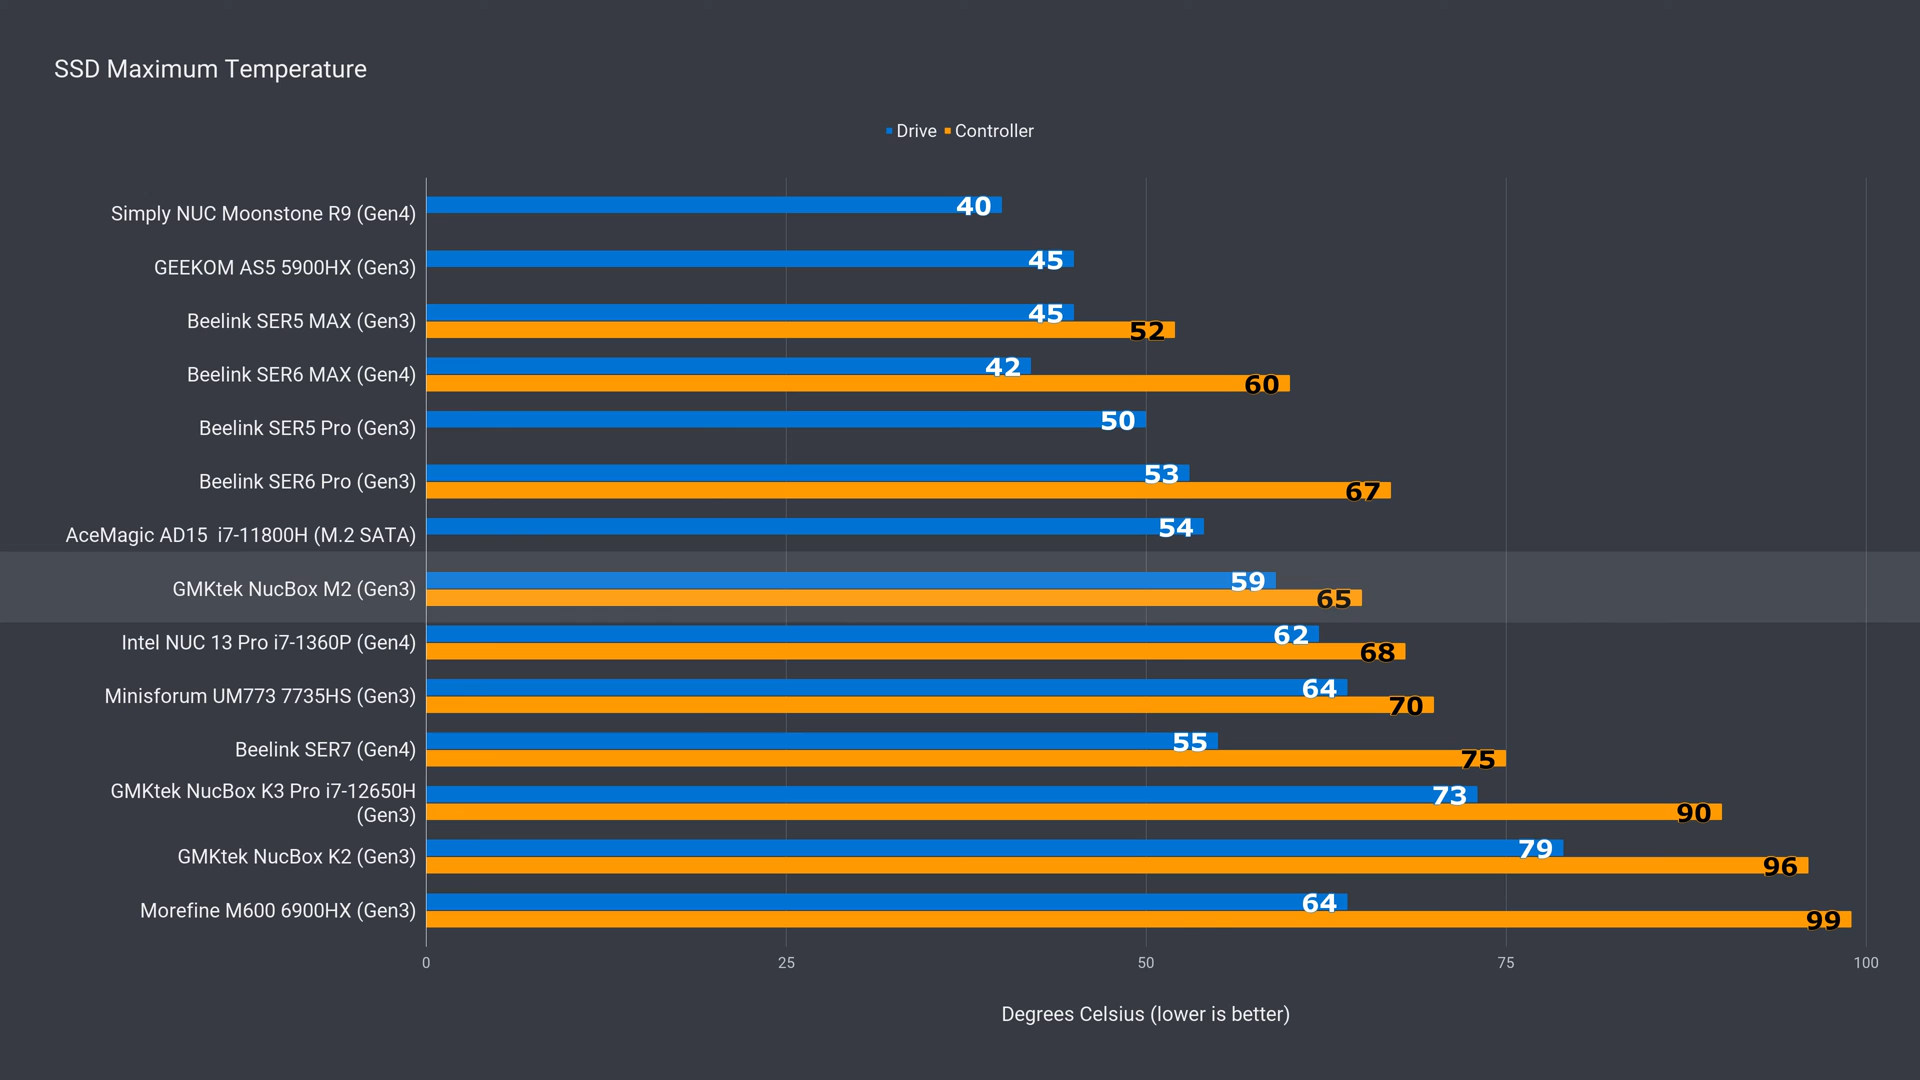 SSD Maximum Temperature
Drive Controller
Simply NUC Moonstone R9 (Gen4) 40
GEEKOM AS5 5900HX (Gen3) 45
Beelink SER5 MAX (Gen3) 45 52
Beelink SER6 MAX (Gen4) 42 60
Beelink SER5 Pro (Gen3) 50
Beelink SER6 Pro (Gen3) 53 67
AceMagic AD15  i7-11800H (M.2 SATA) 54
GMKtek NucBox M2 (Gen3) 59 65
Intel NUC 13 Pro i7-1360P (Gen4) 62 68
Minisforum UM773 7735HS (Gen3) 64 70
Beelink SER7 (Gen4) 55 75
GMKtek NucBox K3 Pro i7-12650H
(Gen3) 73 90
GMKtek NucBox K2 (Gen3) 79 96
Morefine M600 6900HX (Gen3) 64 99
0 25 50 75 100
Degrees Celsius (lower is better)